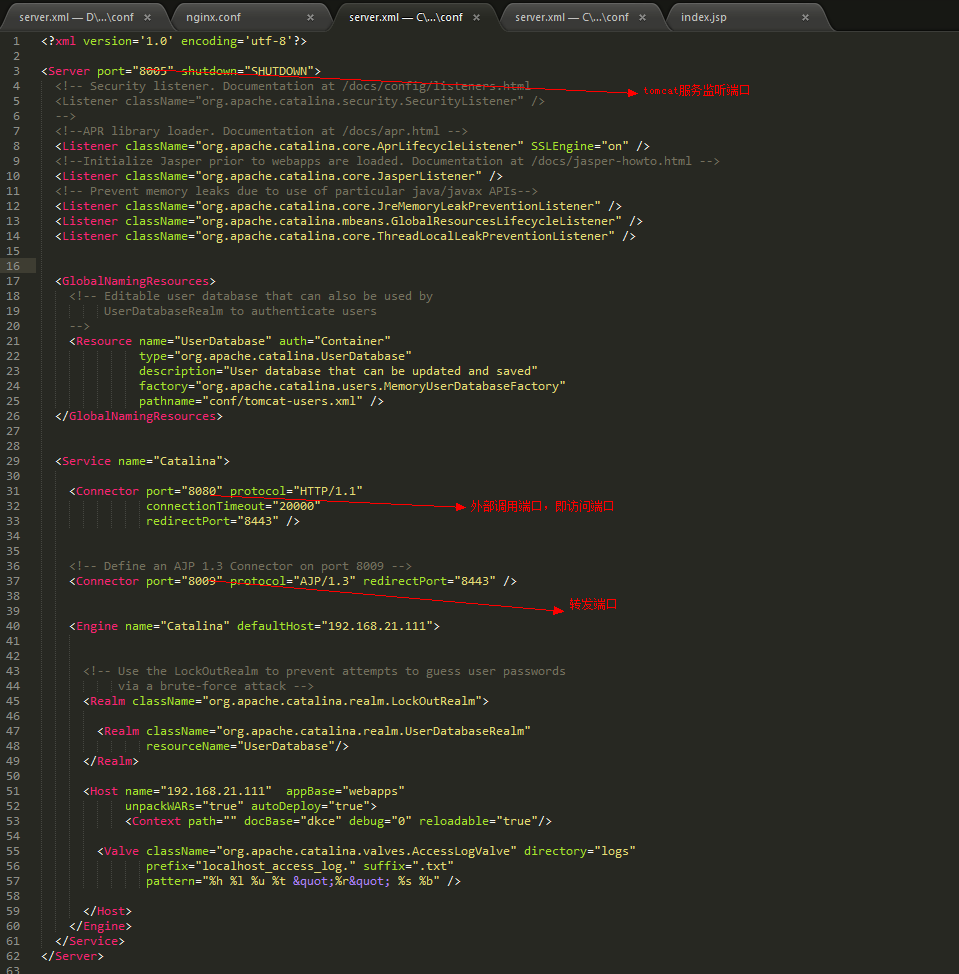 server.xml — D\...\conf × nginx.conf × server.xml — C\...\conf × server.xml — C\...\conf × index.jsp ×
1 <?xml version='1.0' encoding='utf-8'?>
2
3 <Server port="8005" shutdown="SHUTDOWN">
4 <!-- Security listener. Documentation at /docs/config/listeners.html
tomcat服务监听端口
5 <Listener className="org.apache.catalina.security.SecurityListener" />
6 -->
7 <!--APR library loader. Documentation at /docs/apr.html -->
8 <Listener className="org.apache.catalina.core.AprLifecycleListener" SSLEngine="on" />
9 <!--Initialize Jasper prior to webapps are loaded. Documentation at /docs/jasper-howto.html -->
10 <Listener className="org.apache.catalina.core.JasperListener" />
11 <!-- Prevent memory leaks due to use of particular java/javax APIs-->
12 <Listener className="org.apache.catalina.core.JreMemoryLeakPreventionListener" />
13 <Listener className="org.apache.catalina.mbeans.GlobalResourcesLifecycleListener" />
14 <Listener className="org.apache.catalina.core.ThreadLocalLeakPreventionListener" />
15
16
17 <GlobalNamingResources>
18 <!-- Editable user database that can also be used by
19 UserDatabaseRealm to authenticate users
20 -->
21 <Resource name="UserDatabase" auth="Container"
22 type="org.apache.catalina.UserDatabase"
23 description="User database that can be updated and saved"
24 factory="org.apache.catalina.users.MemoryUserDatabaseFactory"
25 pathname="conf/tomcat-users.xml" />
26 </GlobalNamingResources>
27
28
29 <Service name="Catalina">
30
31 <Connector port="8080" protocol="HTTP/1.1"
32 connectionTimeout="20000"
外部调用端口，即访问端口
33 redirectPort="8443" />
34
35
36 <!-- Define an AJP 1.3 Connector on port 8009 -->
37 <Connector port="8009" protocol="AJP/1.3" redirectPort="8443" />
38
转发端口
39
40 <Engine name="Catalina" defaultHost="192.168.21.111">
41
42
43 <!-- Use the LockOutRealm to prevent attempts to guess user passwords
44 via a brute-force attack -->
45 <Realm className="org.apache.catalina.realm.LockOutRealm">
46
47 <Realm className="org.apache.catalina.realm.UserDatabaseRealm"
48 resourceName="UserDatabase"/>
49 </Realm>
50
51 <Host name="192.168.21.111" appBase="webapps"
52 unpackWARs="true" autoDeploy="true">
53 <Context path="" docBase="dkce" debug="0" reloadable="true"/>
54
55 <Valve className="org.apache.catalina.valves.AccessLogValve" directory="logs"
56 prefix="localhost_access_log." suffix=".txt"
57 pattern="%h %l %u %t &quot;%r&quot; %s %b" />
58
59 </Host>
60 </Engine>
61 </Service>
62 </Server>
63